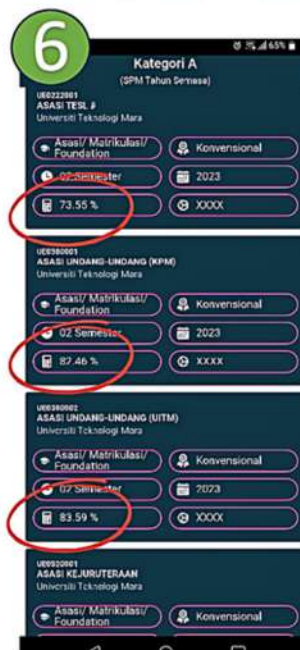 6
65%
Kategori A
(SPM Tahun Semasa)
UE0222001
ASASI TESL #
Universiti Teknologi Mara
Asasi/ Matrikulasi/ Foundation
Konvensional
02 Semester
2023
73.55 %
XXXX
UE0380001
ASASI UNDANG-UNDANG (KPM)
Universiti Teknologi Mara
Asasi/ Matrikulasi/ Foundation
Konvensional
02 Semester
2023
87.46 %
XXXX
UE0380002
ASASI UNDANG-UNDANG (UITM)
Universiti Teknologi Mara
Asasi/ Matrikulasi/ Foundation
Konvensional
02 Semester
2023
83.59 %
XXXX
UE0520001
ASASI KEJURUTERAAN
Universiti Teknologi Mara
Asasi/ Matrikulasi/ Foundation
Konvensional